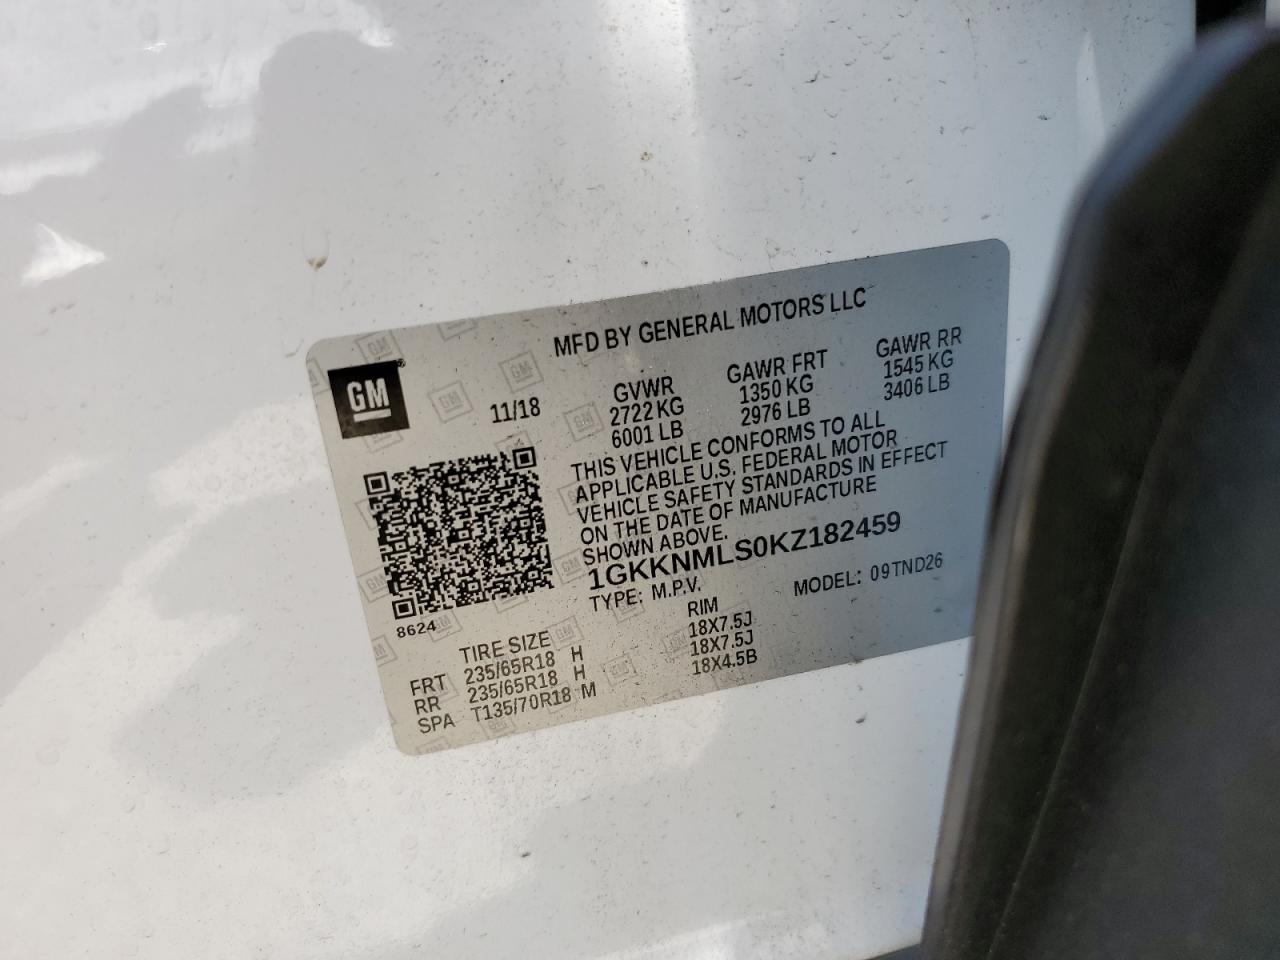 MFD BY GENERAL MOTORS LLC
GM
11/18
GVWR GAWR FRT GAWR RR
2722 KG 1350 KG 1545 KG
6001 LB 2976 LB 3406 LB
THIS VEHICLE CONFORMS TO ALL
APPLICABLE U.S. FEDERAL MOTOR
VEHICLE SAFETY STANDARDS IN EFFECT
ON THE DATE OF MANUFACTURE
SHOWN ABOVE.
1GKKNMLS0KZ182459
TYPE: M.P.V. MODEL: 09TND26
8624
TIRE SIZE RIM
FRT 235/65R18 H 18X7.5J
RR 235/65R18 H 18X7.5J
SPA T135/70R18 M 18X4.5B